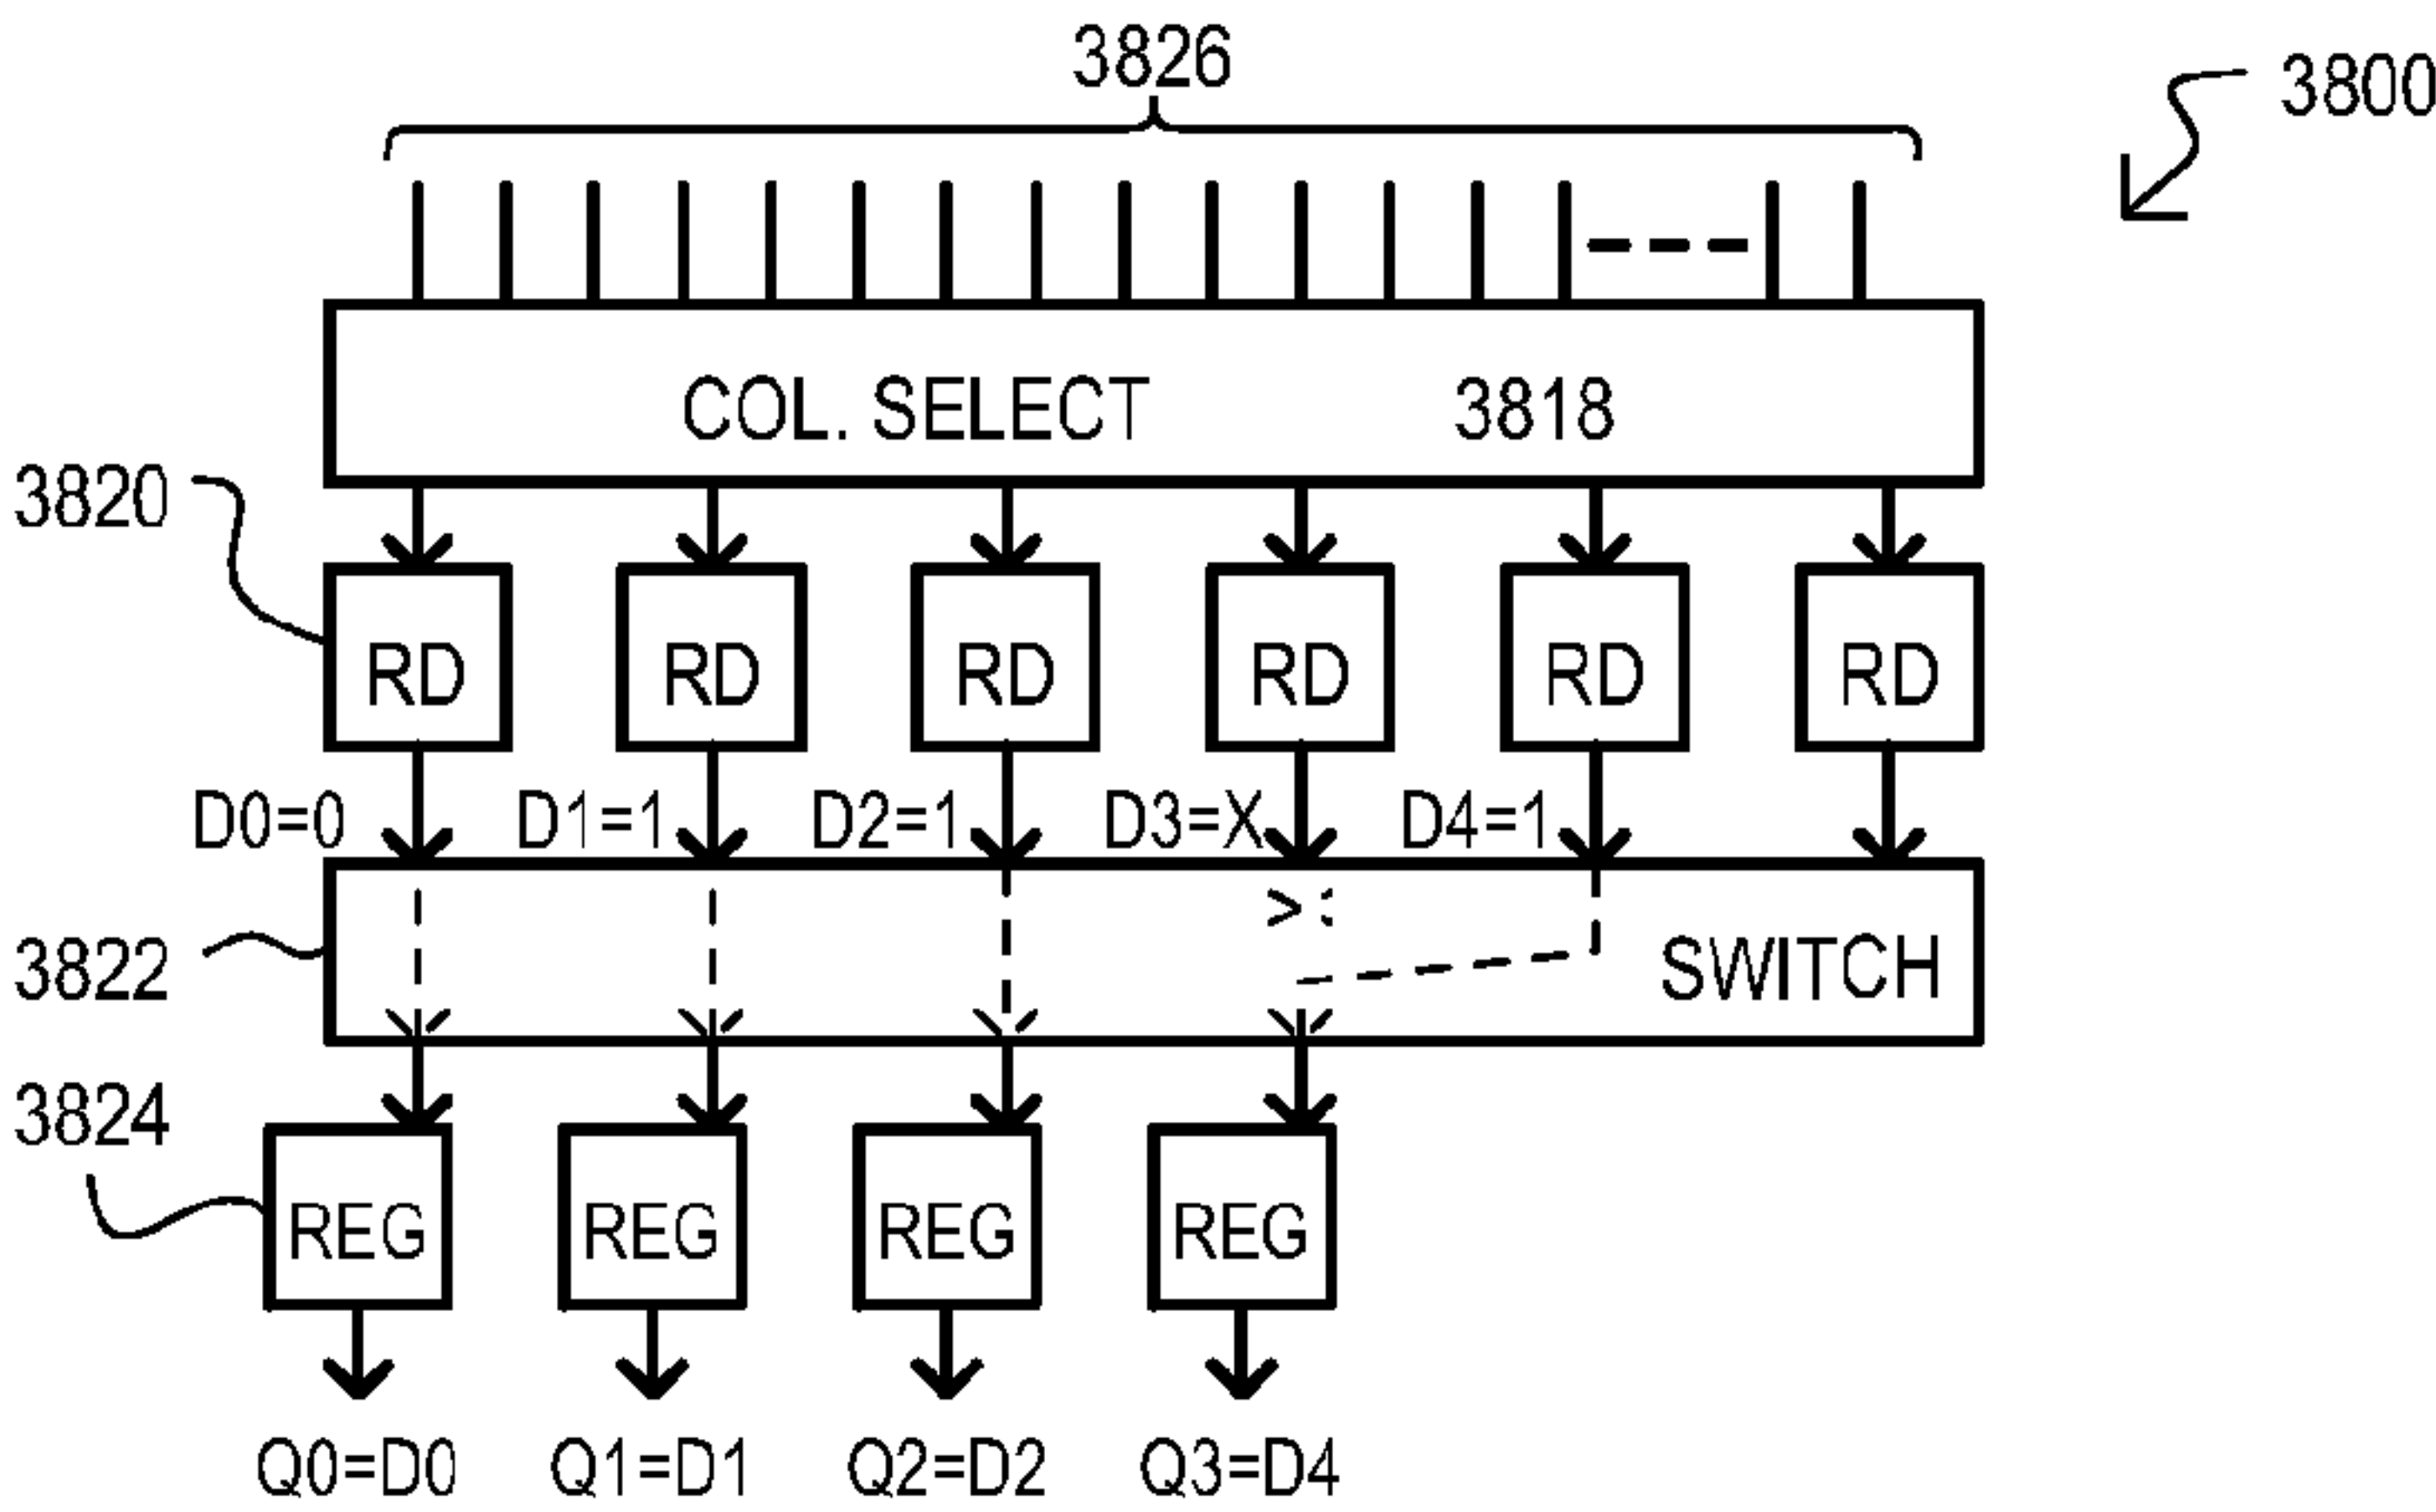 3826
3800
COL. SELECT 3818
3820
RD RD RD RD RD RD
D0=0 D1=1 D2=1 D3=X D4=1
3822
SWITCH
3824
REG REG REG REG
Q0=D0 Q1=D1 Q2=D2 Q3=D4